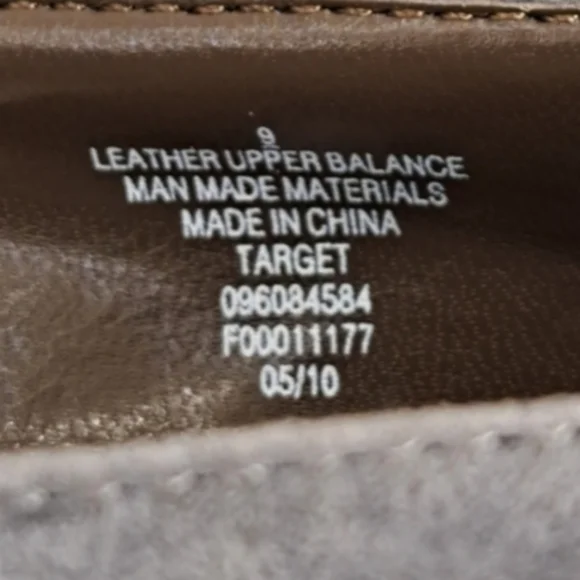 9
LEATHER UPPER BALANCE
MAN MADE MATERIALS
MADE IN CHINA
TARGET
096084584
F00011177
05/10